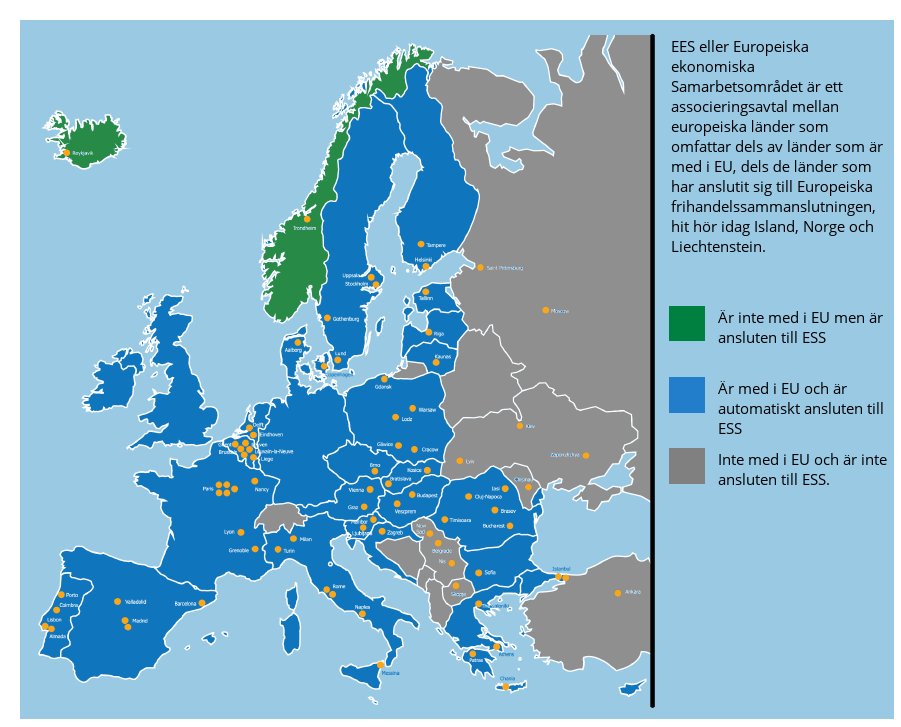 EES eller Europeiska
ekonomiska
Samarbetsområdet är ett
associeringsavtal mellan
europeiska länder som
omfattar dels av länder som är
med i EU, dels de länder som
har anslutit sig till Europeiska
frihandelssammanslutningen,
hit hör idag Island, Norge och
Liechtenstein.
Är inte med i EU men är
ansluten till ESS
Är med i EU och är
automatiskt ansluten till
ESS
Inte med i EU och är inte
ansluten till ESS.
Reykjavik
Trondheim
Tampere
Helsinki
Saint Petersburg
Uppsala
Stockholm
Tallinn
Moscow
Gothenburg
Riga
Aalborg
Lund
Kaunas
Gdansk
Warsaw
Lodz
Delft
Eindhoven
Kiev
Leuven
Louvain-la-Neuve
Brussels
Liege
Gliwice
Cracow
Lviv
Brno
Kosice
Paris
Nancy
Bratislava
Vienna
Budapest
Iasi
Cluj-Napoca
Graz
Veszprem
Brasov
Maribor
Timisoara
Bucharest
Lyon
Ljubljana
Zagreb
Novi
Sad
Milan
Belgrade
Grenoble
Turin
Nis
Sofia
Istanbul
Skopje
Ankara
Rome
Porto
Coimbra
Valladolid
Barcelona
Naples
Thessaloniki
Lisbon
Madrid
Almada
Athens
Patras
Messina
Chania